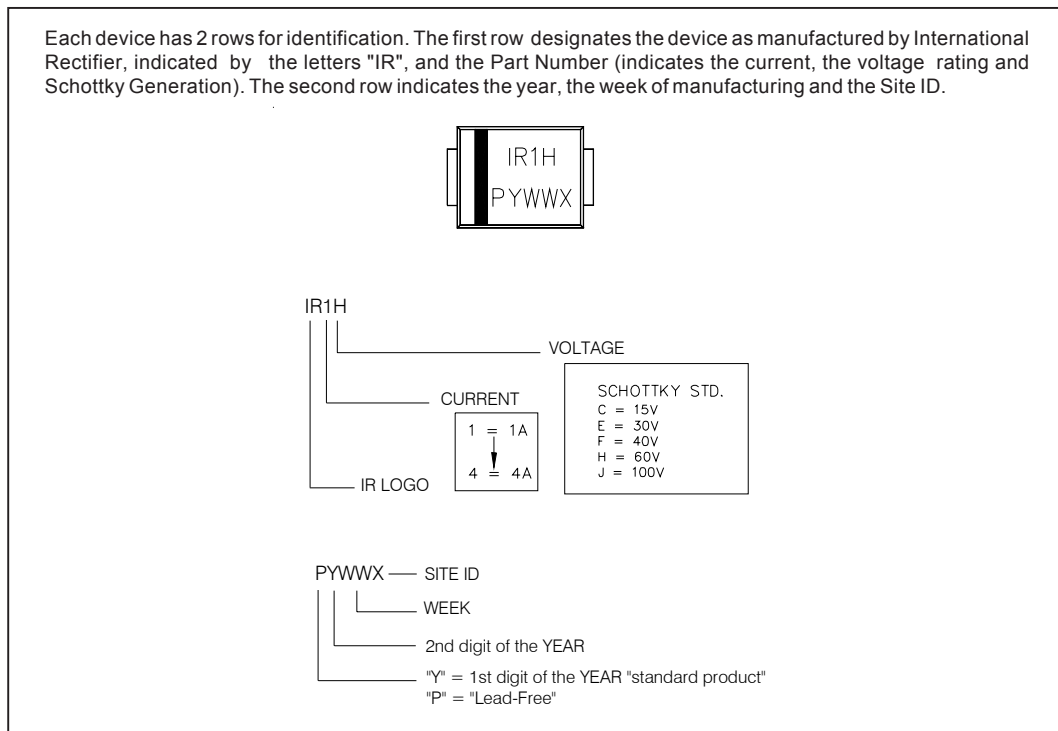 Each device has 2 rows for identification. The first row designates the device as manufactured by International
Rectifier, indicated by the letters "IR", and the Part Number (indicates the current, the voltage rating and
Schottky Generation). The second row indicates the year, the week of manufacturing and the Site ID.
IR1H
PYWWX
IR1H
VOLTAGE
SCHOTTKY STD.
C = 15V
E = 30V
F = 40V
H = 60V
J = 100V
CURRENT
1 = 1A
4 = 4A
IR LOGO
PYWWX
SITE ID
WEEK
2nd digit of the YEAR
"Y" = 1st digit of the YEAR "standard product"
"P" = "Lead-Free"